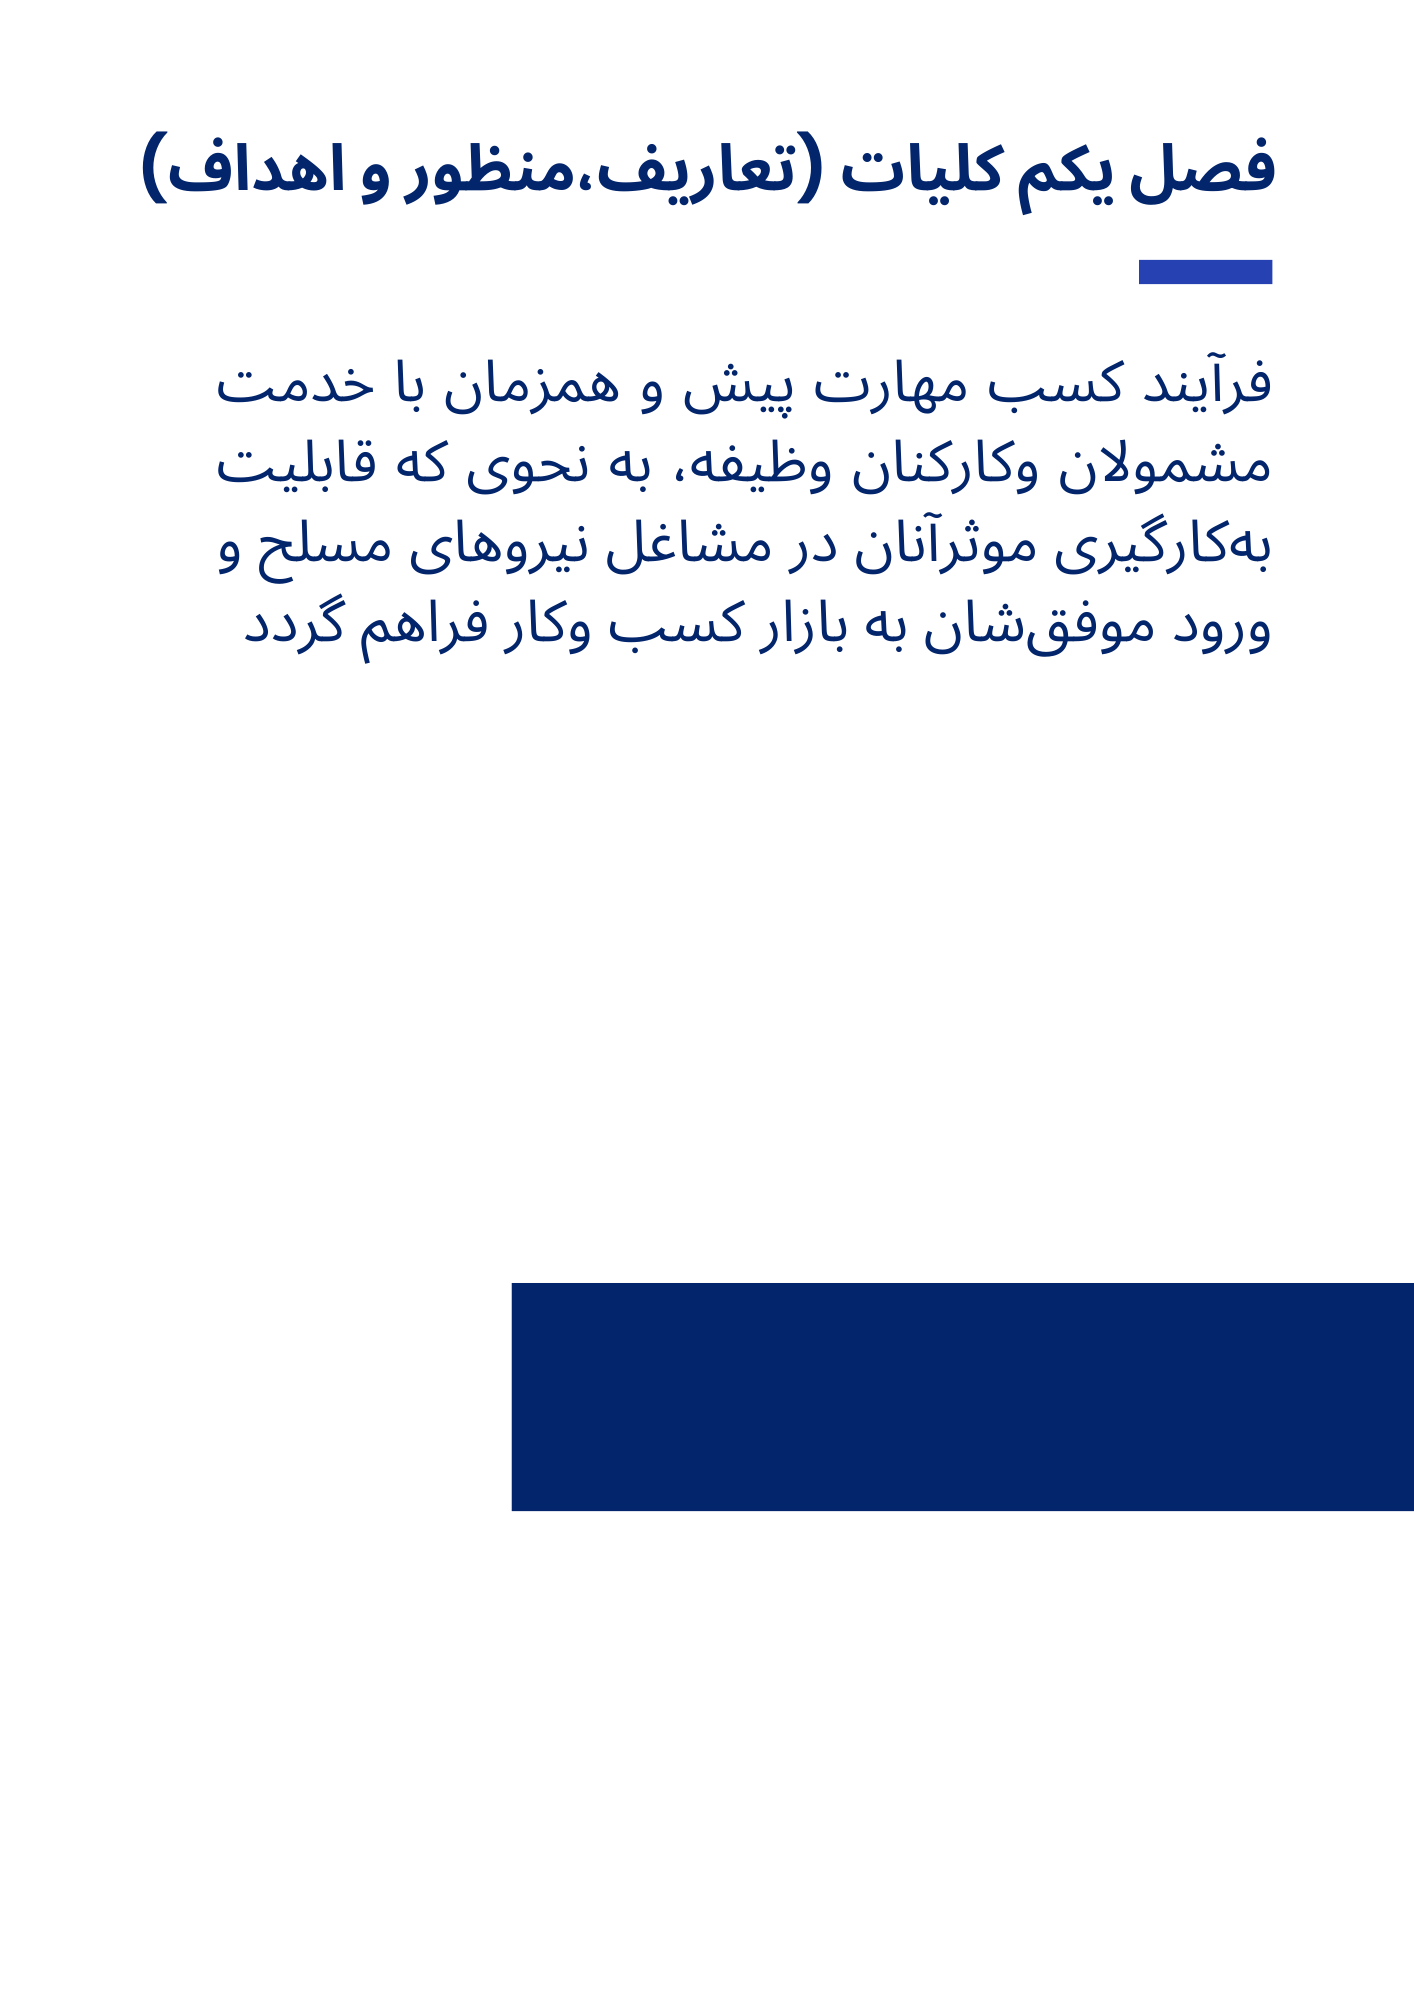 فصل یکم کلیات (تعاریف،منظور و اهداف)
فرآیند کسب مهارت پیش و همزمان با خدمت
مشمولان وکارکنان وظیفه، به نحوی که قابلیت
به‌کارگیری موثرآنان در مشاغل نیروهای مسلح و
ورود موفق‌شان به بازار کسب وکار فراهم گردد